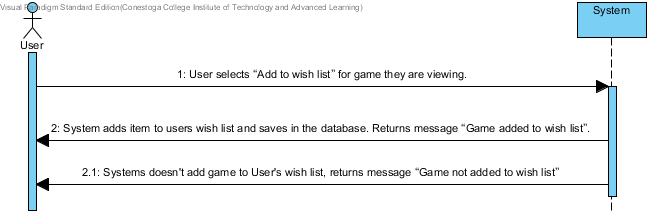 Visual Paradigm Standard Edition(Conestoga College Institute of Technology and Advanced Learning)
System
User
1: User selects “Add to wish list” for game they are viewing.
2: System adds item to users wish list and saves in the database. Returns message “Game added to wish list”.
2.1: Systems doesn't add game to User's wish list, returns message “Game not added to wish list”